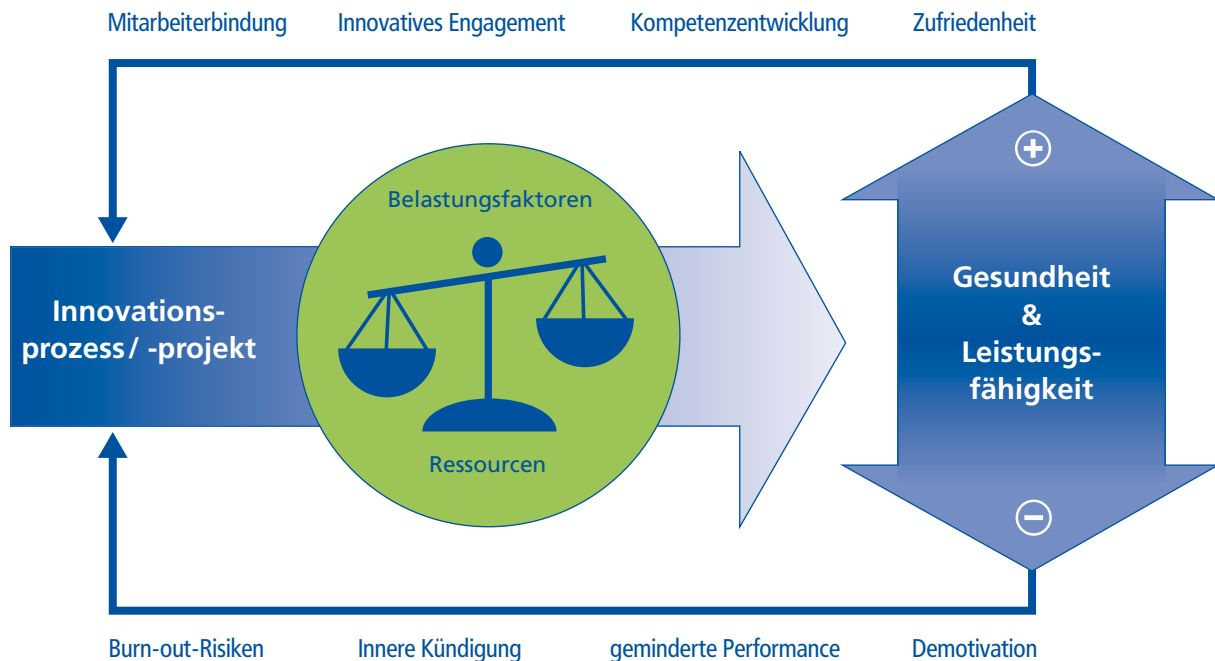 Mitarbeiterbindung Innovatives Engagement Kompetenzentwicklung Zufriedenheit
Belastungsfaktoren
Innovations-
prozess / -projekt
Ressourcen
Gesundheit
&
Leistungs-
fähigkeit
Burn-out-Risiken Innere Kündigung geminderte Performance Demotivation